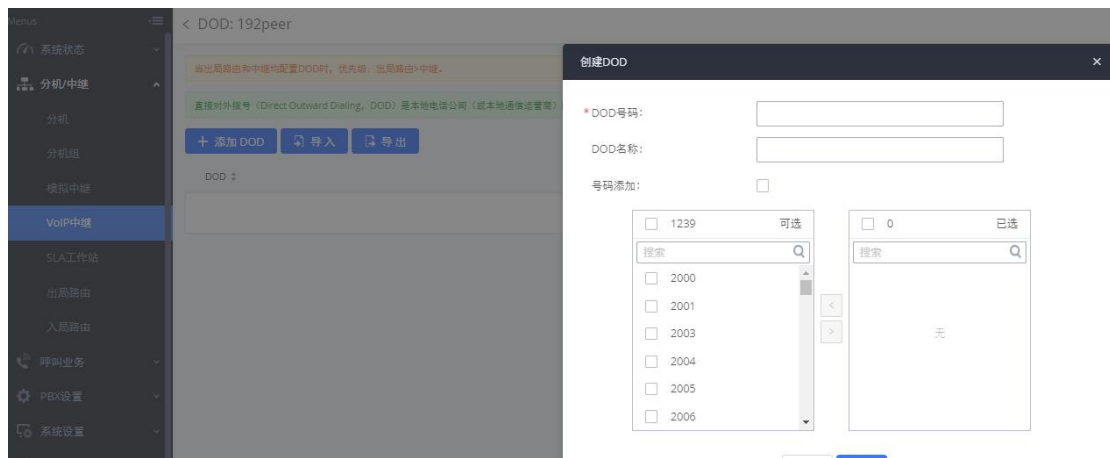 Menus
< DOD: 192peer
系统状态
分机/中继
分机
分机组
模拟中继
VoIP中继
SLA工作站
出局路由
入局路由
呼叫业务
PBX设置
系统设置
当出局路由和中继均配置DOD时，优先级：出局路由>中继。
直接对外拨号（Direct Outward Dialing，DOD）是本地电话公司（或本地通信运营商）
+ 添加 DOD
导入
导出
DOD
创建DOD
×
* DOD号码：
DOD名称：
号码添加：
1239 可选
搜索
2000
2001
2003
2004
2005
2006
<
>
0 已选
搜索
无